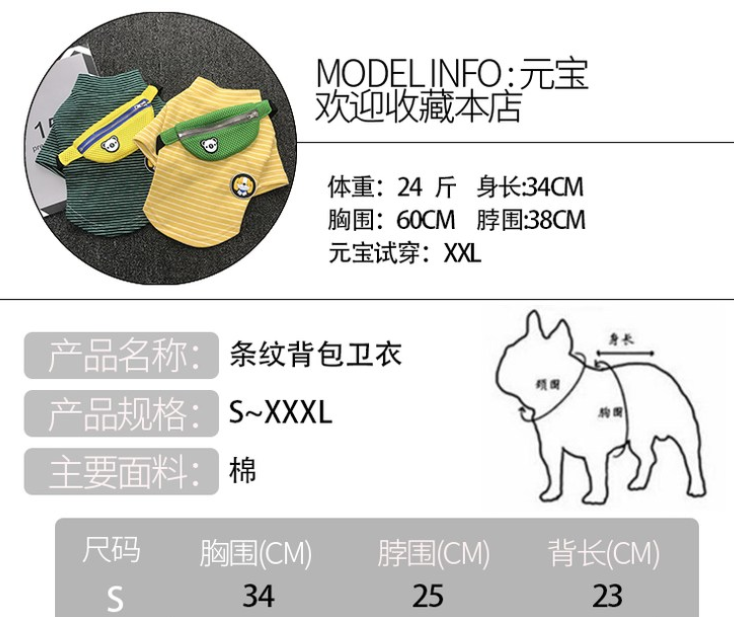 MODEL INFO : 元宝
欢迎收藏本店
体重：24 斤 身长:34CM
胸围：60CM 脖围:38CM
元宝试穿：XXL
产品名称：条纹背包卫衣
产品规格：S~XXXL
主要面料：棉
身长
颈围
胸围
尺码 胸围(CM) 脖围(CM) 背长(CM)
S 34 25 23